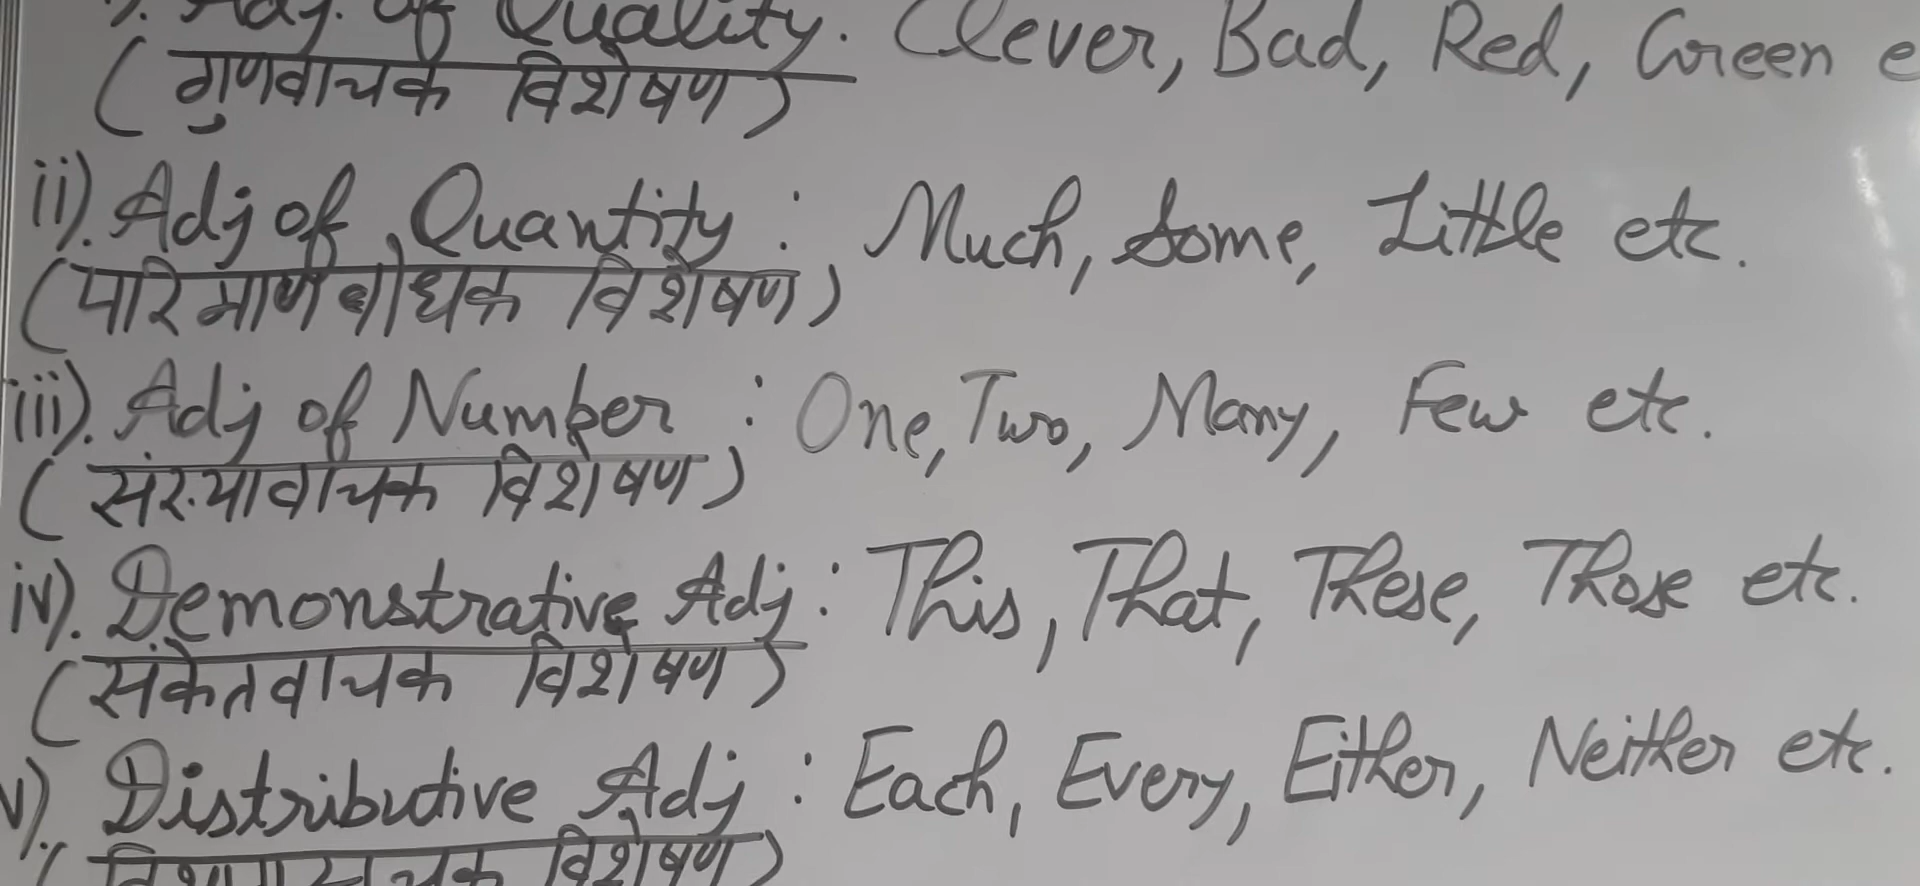 i). Adj. of Quality. Clever, Bad, Red, Green e
(गुणवाचक विशेषण)
ii). Adj of Quantity : Much, Some, Little etc.
(परिमाणबोधक विशेषण)
iii). Adj of Number : One, Two, Many, Few etc.
(संख्यावाचक विशेषण)
iv). Demonstrative Adj : This, That, These, Those etc.
(संकेतवाचक विशेषण)
v). Distributive Adj : Each, Every, Either, Neither etc.
विशेषण)